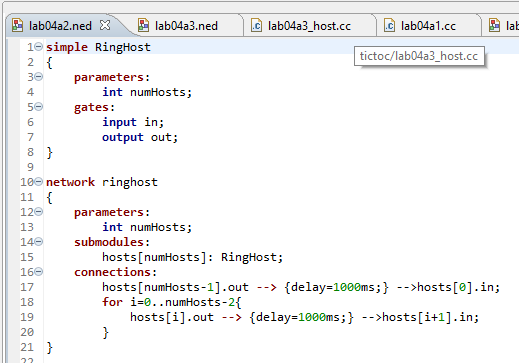 lab04a2.ned lab04a3.ned lab04a3_host.cc lab04a1.cc lab
tictoc/lab04a3_host.cc
1 simple RingHost
2 {
3 parameters:
4 int numHosts;
5 gates:
6 input in;
7 output out;
8 }
9
10 network ringhost
11 {
12 parameters:
13 int numHosts;
14 submodules:
15 hosts[numHosts]: RingHost;
16 connections:
17 hosts[numHosts-1].out --> {delay=1000ms;} -->hosts[0].in;
18 for i=0..numHosts-2{
19 hosts[i].out --> {delay=1000ms;} -->hosts[i+1].in;
20 }
21 }
22